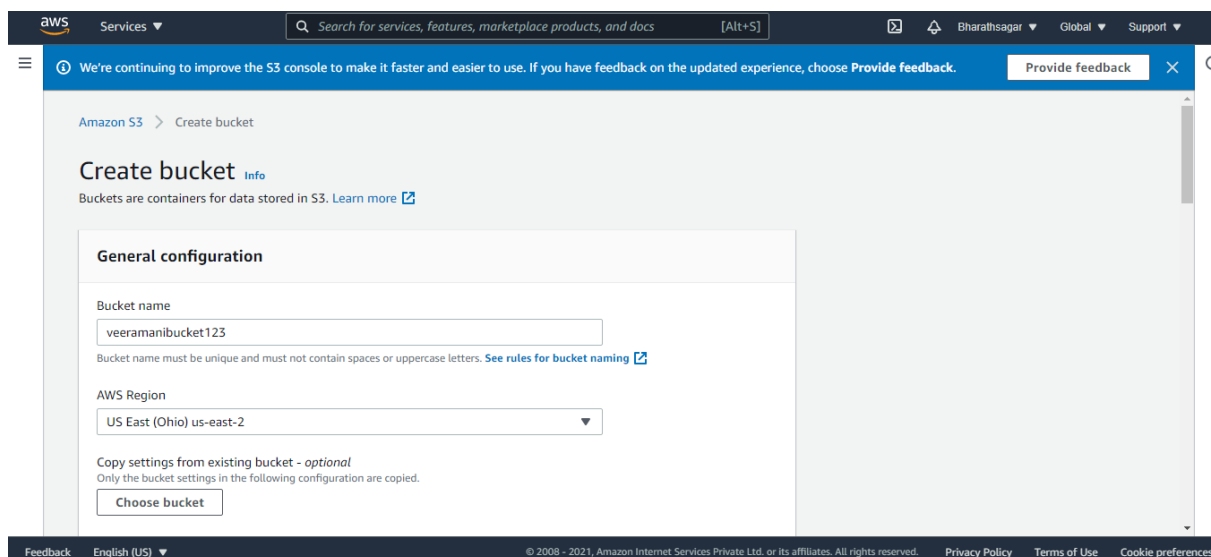 aws Services ▼ Search for services, features, marketplace products, and docs [Alt+S] Bharathsagar ▼ Global ▼ Support ▼
We're continuing to improve the S3 console to make it faster and easier to use. If you have feedback on the updated experience, choose Provide feedback. Provide feedback
Amazon S3 > Create bucket
Create bucket Info
Buckets are containers for data stored in S3. Learn more
General configuration
Bucket name
veeramanibucket123
Bucket name must be unique and must not contain spaces or uppercase letters. See rules for bucket naming
AWS Region
US East (Ohio) us-east-2
Copy settings from existing bucket - optional
Only the bucket settings in the following configuration are copied.
Choose bucket
Feedback English (US) ▼ © 2008 - 2021, Amazon Internet Services Private Ltd. or its affiliates. All rights reserved. Privacy Policy Terms of Use Cookie preferences